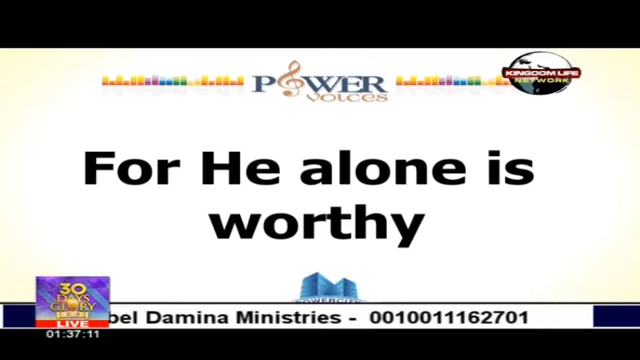 POWER
voices
KINGDOM LIFE
NETWORK
For He alone is
worthy
30
DAYS
GLORY
LIVE
01:37:11
POWERCITY
bel Damina Ministries - 0010011162701